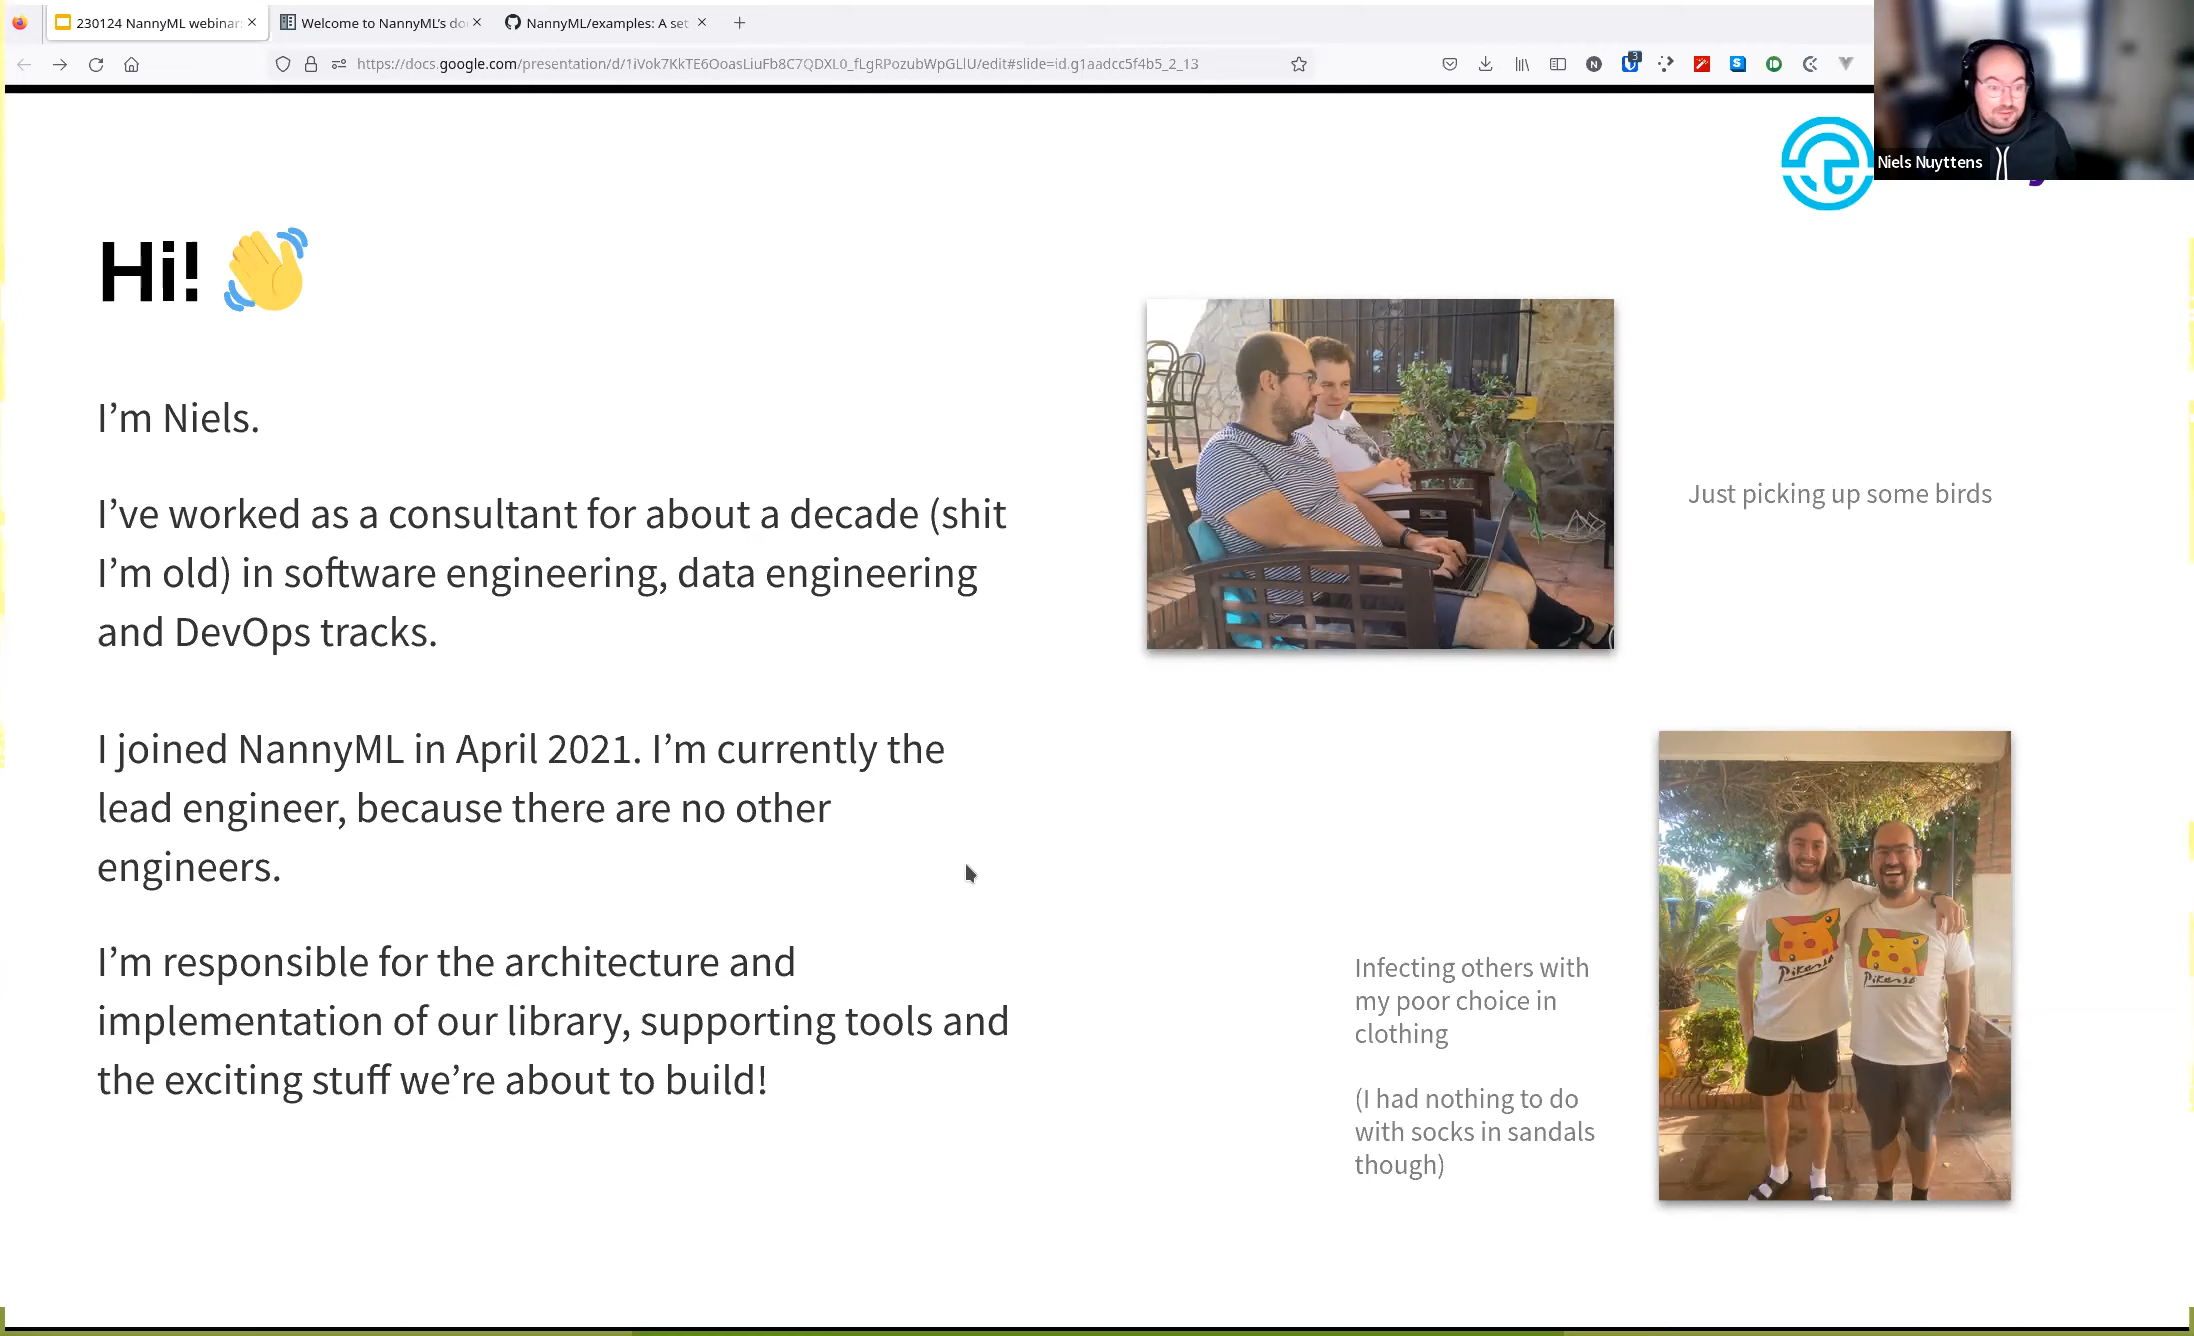 230124 NannyML webinar
Welcome to NannyML's do
NannyML/examples: A set
https://docs.google.com/presentation/d/1iVok7KkTE6OoasLiuFb8C7QDXL0_fLgRPozubWpGLlU/edit#slide=id.g1aadcc5f4b5_2_13
Niels Nuyttens
Hi! 👋
I'm Niels.
I've worked as a consultant for about a decade (shit
I'm old) in software engineering, data engineering
and DevOps tracks.
I joined NannyML in April 2021. I'm currently the
lead engineer, because there are no other
engineers.
I'm responsible for the architecture and
implementation of our library, supporting tools and
the exciting stuff we're about to build!
Just picking up some birds
Infecting others with
my poor choice in
clothing
(I had nothing to do
with socks in sandals
though)
Pikasso
Pikasso